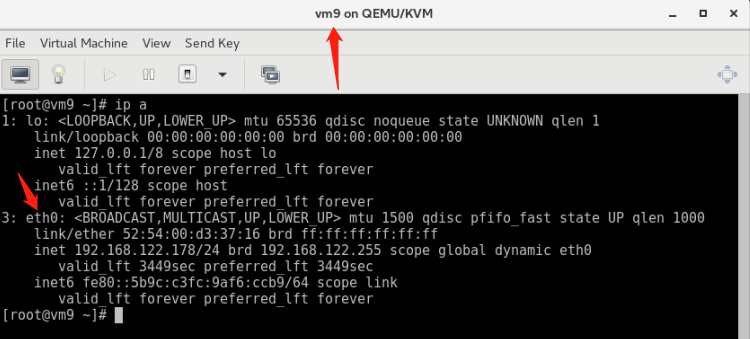 vm9 on QEMU/KVM
File Virtual Machine View Send Key
[root@vm9 ~]# ip a
1: lo: <LOOPBACK,UP,LOWER_UP> mtu 65536 qdisc noqueue state UNKNOWN qlen 1
    link/loopback 00:00:00:00:00:00 brd 00:00:00:00:00:00
    inet 127.0.0.1/8 scope host lo
       valid_lft forever preferred_lft forever
    inet6 ::1/128 scope host
       valid_lft forever preferred_lft forever
3: eth0: <BROADCAST,MULTICAST,UP,LOWER_UP> mtu 1500 qdisc pfifo_fast state UP qlen 1000
    link/ether 52:54:00:d3:37:16 brd ff:ff:ff:ff:ff:ff
    inet 192.168.122.178/24 brd 192.168.122.255 scope global dynamic eth0
       valid_lft 3449sec preferred_lft 3449sec
    inet6 fe80::5b9c:c3fc:9af6:ccb9/64 scope link
       valid_lft forever preferred_lft forever
[root@vm9 ~]#